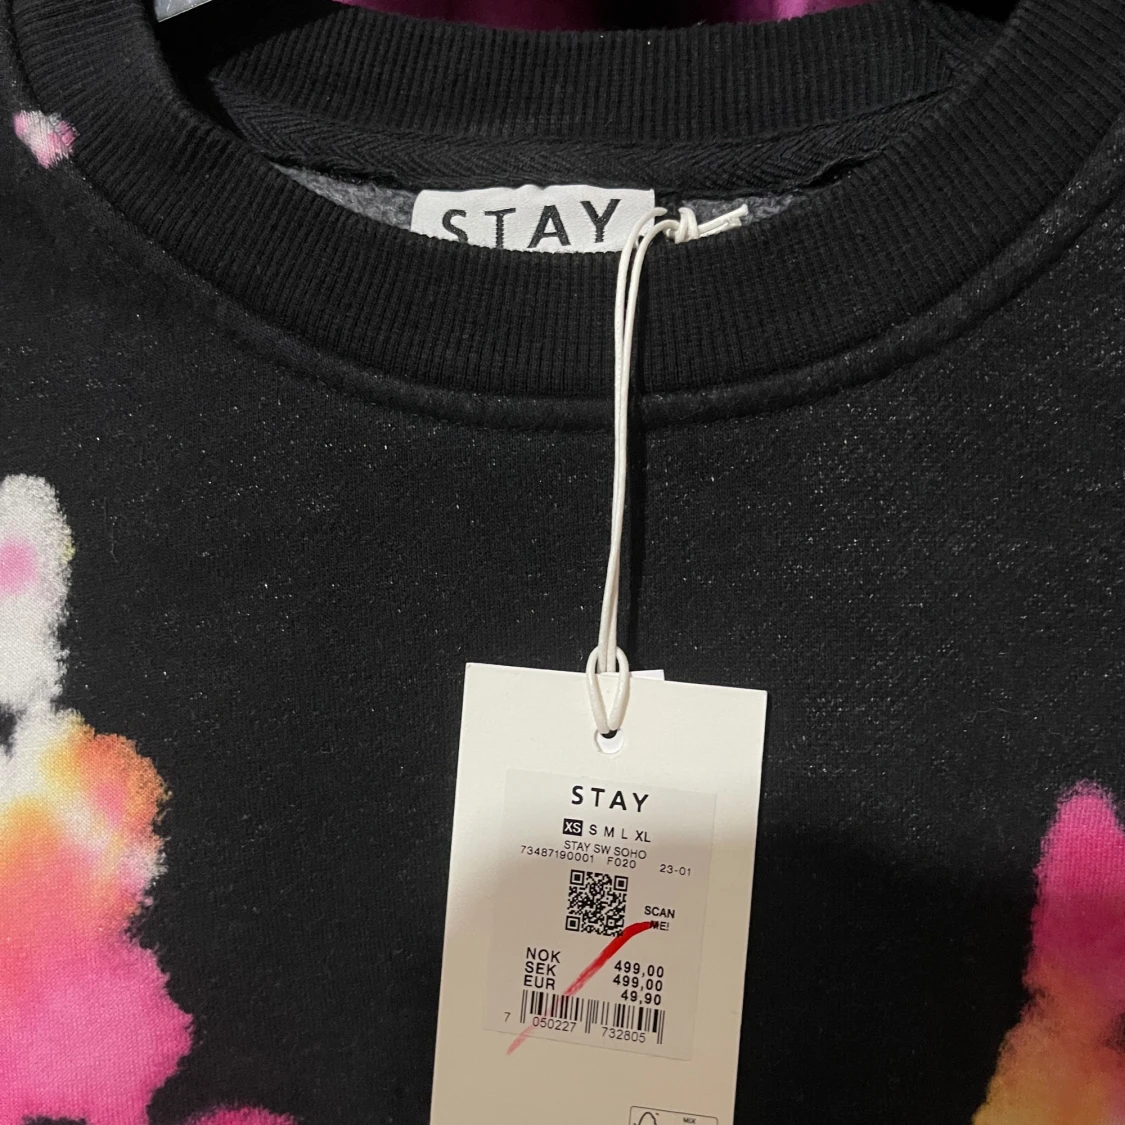 STAY
STAY
XS S M L XL
STAY SW SOHO
73487190001 F020 23-01
SCAN
ME!
NOK 499,00
SEK 499,00
EUR 49,90
7 050227 732805
MIX